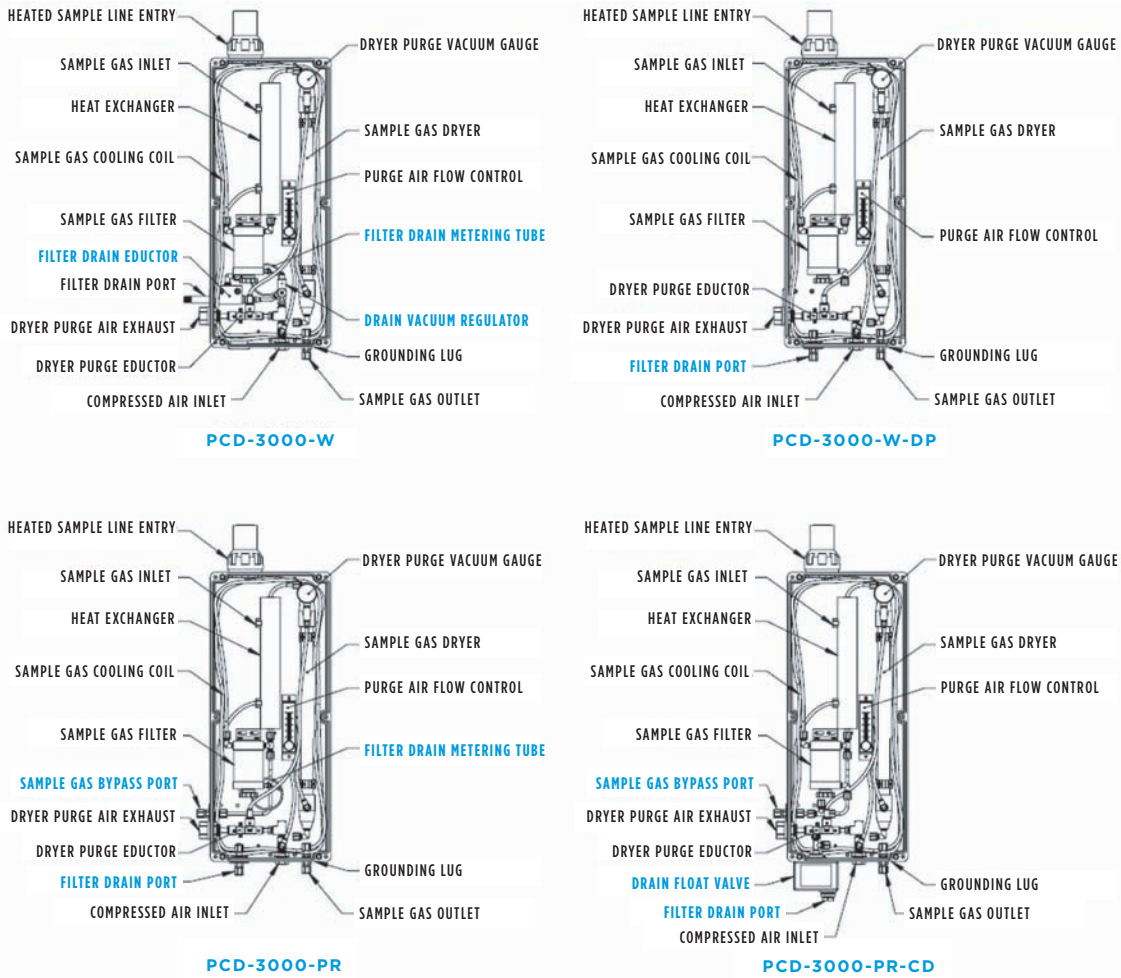 HEATED SAMPLE LINE ENTRY
DRYER PURGE VACUUM GAUGE
SAMPLE GAS INLET
HEAT EXCHANGER
SAMPLE GAS DRYER
SAMPLE GAS COOLING COIL
PURGE AIR FLOW CONTROL
SAMPLE GAS FILTER
FILTER DRAIN METERING TUBE
FILTER DRAIN EDUCTOR
FILTER DRAIN PORT
DRYER PURGE AIR EXHAUST
DRAIN VACUUM REGULATOR
DRYER PURGE EDUCTOR
GROUNDING LUG
COMPRESSED AIR INLET
SAMPLE GAS OUTLET
PCD-3000-W
HEATED SAMPLE LINE ENTRY
DRYER PURGE VACUUM GAUGE
SAMPLE GAS INLET
HEAT EXCHANGER
SAMPLE GAS DRYER
SAMPLE GAS COOLING COIL
SAMPLE GAS FILTER
PURGE AIR FLOW CONTROL
DRYER PURGE EDUCTOR
DRYER PURGE AIR EXHAUST
FILTER DRAIN PORT
GROUNDING LUG
COMPRESSED AIR INLET
SAMPLE GAS OUTLET
PCD-3000-W-DP
HEATED SAMPLE LINE ENTRY
DRYER PURGE VACUUM GAUGE
SAMPLE GAS INLET
HEAT EXCHANGER
SAMPLE GAS DRYER
SAMPLE GAS COOLING COIL
PURGE AIR FLOW CONTROL
SAMPLE GAS FILTER
FILTER DRAIN METERING TUBE
SAMPLE GAS BYPASS PORT
DRYER PURGE AIR EXHAUST
DRYER PURGE EDUCTOR
GROUNDING LUG
FILTER DRAIN PORT
COMPRESSED AIR INLET
SAMPLE GAS OUTLET
PCD-3000-PR
HEATED SAMPLE LINE ENTRY
DRYER PURGE VACUUM GAUGE
SAMPLE GAS INLET
HEAT EXCHANGER
SAMPLE GAS DRYER
SAMPLE GAS COOLING COIL
PURGE AIR FLOW CONTROL
SAMPLE GAS FILTER
SAMPLE GAS BYPASS PORT
DRYER PURGE AIR EXHAUST
DRYER PURGE EDUCTOR
DRAIN FLOAT VALVE
GROUNDING LUG
FILTER DRAIN PORT
SAMPLE GAS OUTLET
COMPRESSED AIR INLET
PCD-3000-PR-CD